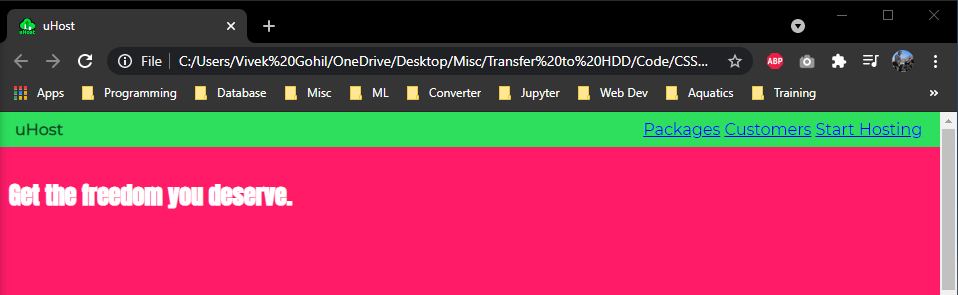 uHost
File C:/Users/Vivek%20Gohil/OneDrive/Desktop/Misc/Transfer%20to%20HDD/Code/CSS... ABP
Apps Programming Database Misc ML Converter Jupyter Web Dev Aquatics Training »
uHost Packages Customers Start Hosting
Get the freedom you deserve.